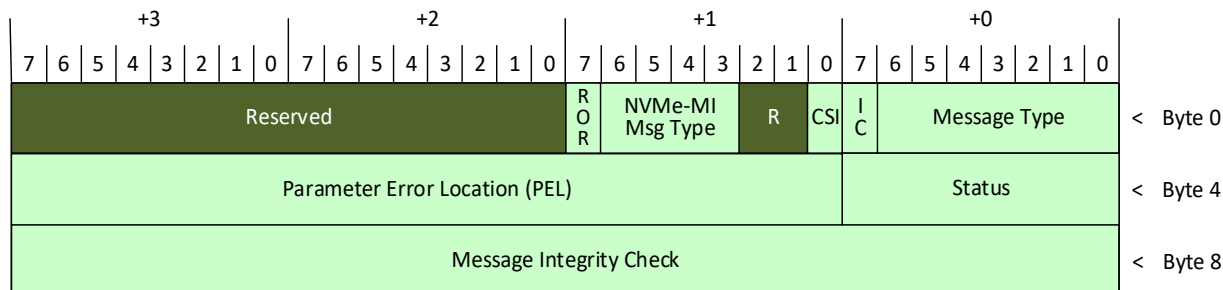 +3 +2 +1 +0
7 6 5 4 3 2 1 0 7 6 5 4 3 2 1 0 7 6 5 4 3 2 1 0 7 6 5 4 3 2 1 0
Reserved R O R NVMe-MI Msg Type R CSI I C Message Type < Byte 0
Parameter Error Location (PEL) Status < Byte 4
Message Integrity Check < Byte 8